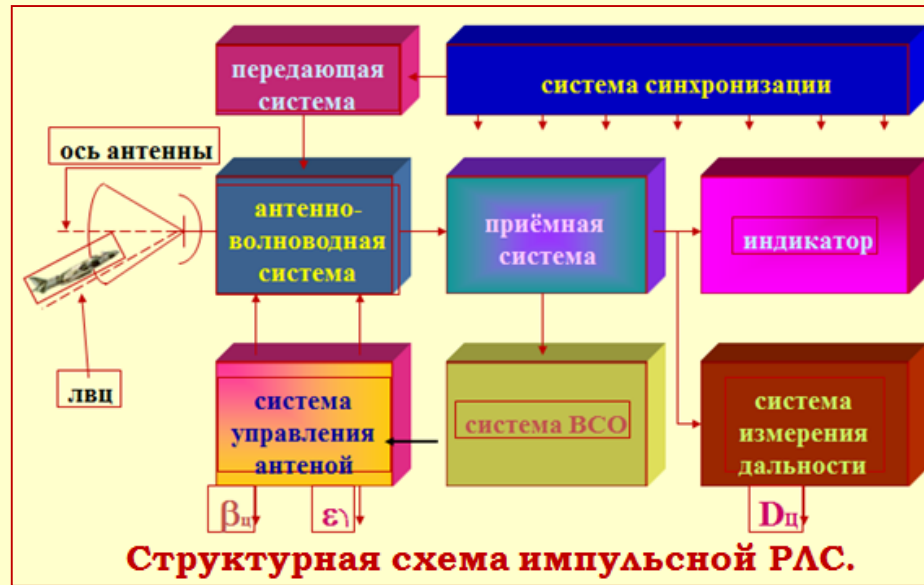 передающая
система
система синхронизации
ось антенны
антенно-
волноводная
система
приёмная
система
индикатор
лвц
система
управления
антеной
система ВСО
система
измерения
дальности
βц
ε
Dц
Структурная схема импульсной РЛС.